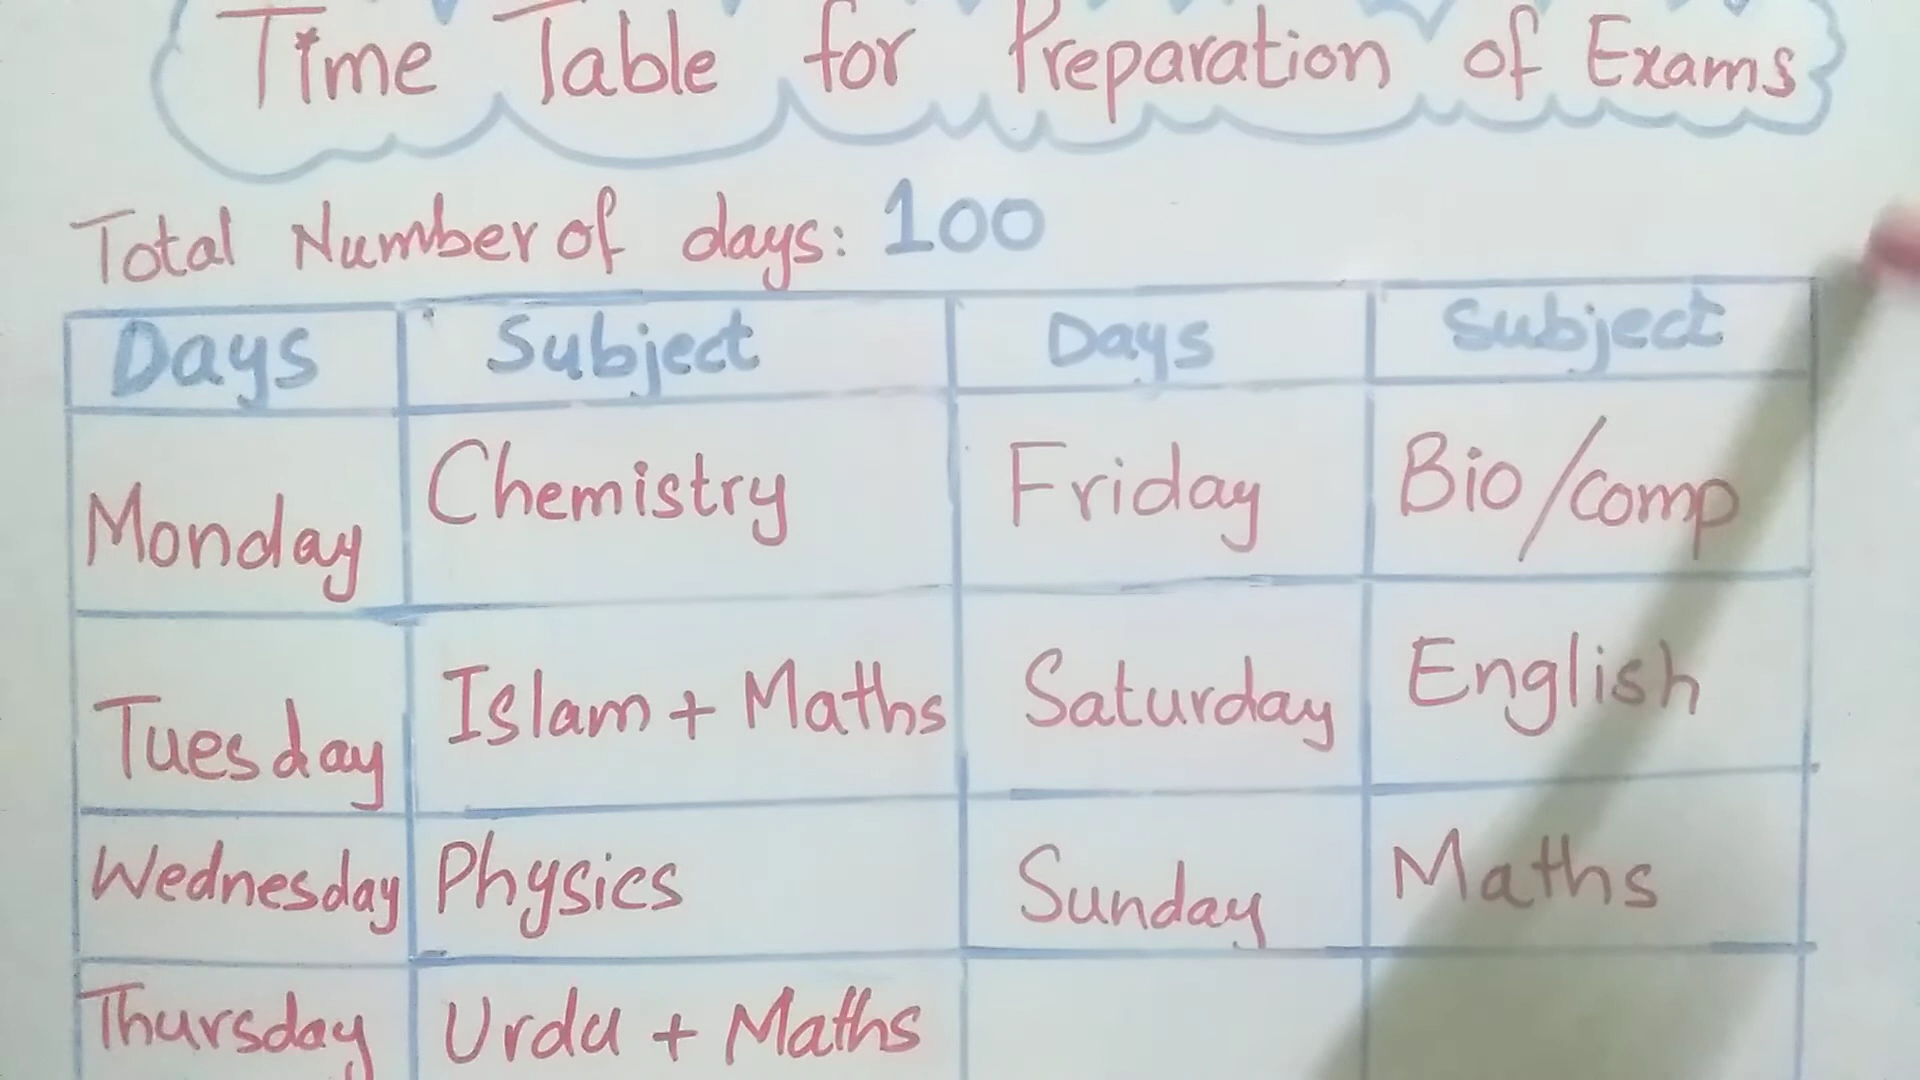 Time Table for Preparation of Exams
Total Number of days: 100
Days Subject Days Subject
Monday Chemistry Friday Bio/comp
Tuesday Islam + Maths Saturday English
Wednesday Physics Sunday Maths
Thursday Urdu + Maths